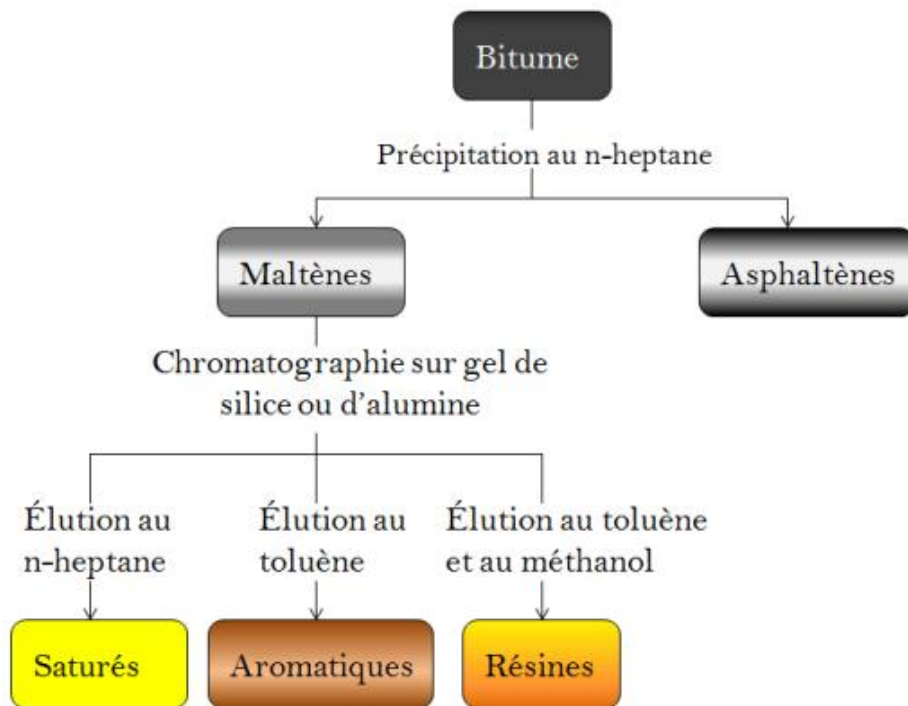 Bitume
Précipitation au n-heptane
Maltènes
Asphaltènes
Chromatographie sur gel de
silice ou d'alumine
Élution au
n-heptane
Élution au
toluène
Élution au toluène
et au méthanol
Saturés
Aromatiques
Résines